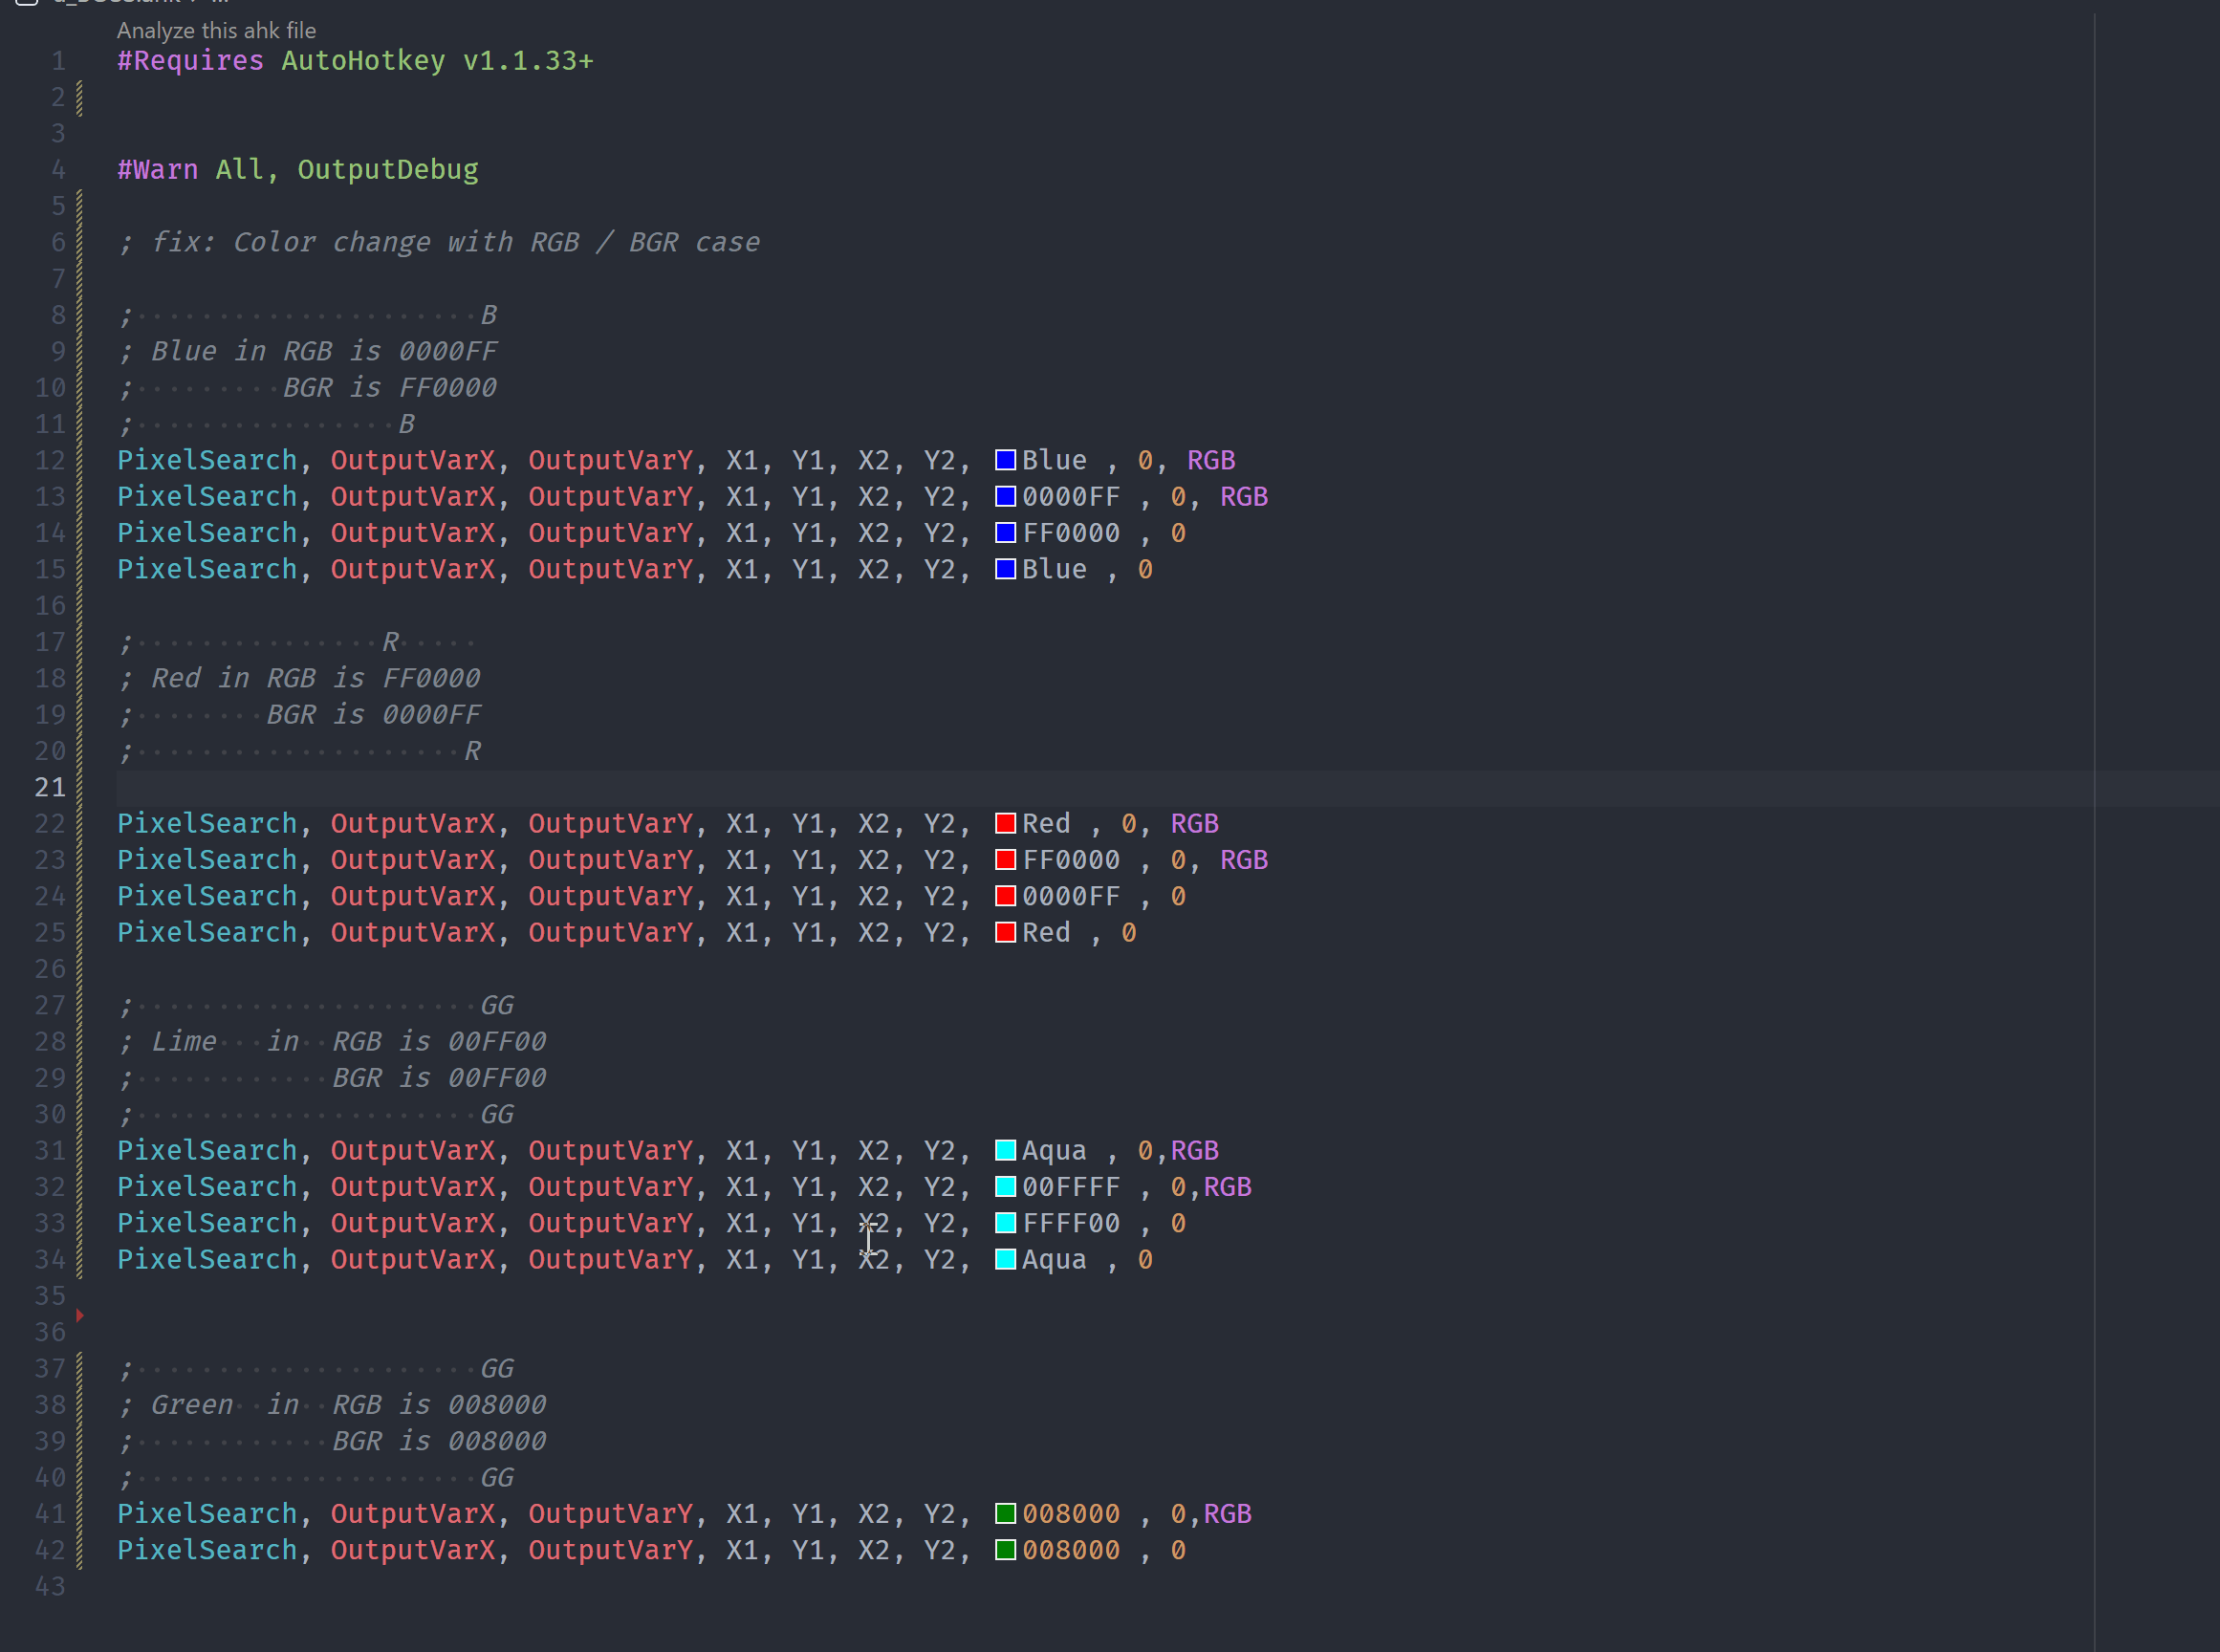 Analyze this ahk file
1 #Requires AutoHotkey v1.1.33+
2
3
4 #Warn All, OutputDebug
5
6 ; fix: Color change with RGB / BGR case
7
8 ;·····················B
9 ; Blue in RGB is 0000FF
10 ;·········BGR is FF0000
11 ;················B
12 PixelSearch, OutputVarX, OutputVarY, X1, Y1, X2, Y2, Blue , 0, RGB
13 PixelSearch, OutputVarX, OutputVarY, X1, Y1, X2, Y2, 0000FF , 0, RGB
14 PixelSearch, OutputVarX, OutputVarY, X1, Y1, X2, Y2, FF0000 , 0
15 PixelSearch, OutputVarX, OutputVarY, X1, Y1, X2, Y2, Blue , 0
16
17 ;···············R·····
18 ; Red in RGB is FF0000
19 ;········BGR is 0000FF
20 ;····················R
21
22 PixelSearch, OutputVarX, OutputVarY, X1, Y1, X2, Y2, Red , 0, RGB
23 PixelSearch, OutputVarX, OutputVarY, X1, Y1, X2, Y2, FF0000 , 0, RGB
24 PixelSearch, OutputVarX, OutputVarY, X1, Y1, X2, Y2, 0000FF , 0
25 PixelSearch, OutputVarX, OutputVarY, X1, Y1, X2, Y2, Red , 0
26
27 ;·····················GG
28 ; Lime···in··RGB is 00FF00
29 ;············BGR is 00FF00
30 ;·····················GG
31 PixelSearch, OutputVarX, OutputVarY, X1, Y1, X2, Y2, Aqua , 0,RGB
32 PixelSearch, OutputVarX, OutputVarY, X1, Y1, X2, Y2, 00FFFF , 0,RGB
33 PixelSearch, OutputVarX, OutputVarY, X1, Y1, X2, Y2, FFFF00 , 0
34 PixelSearch, OutputVarX, OutputVarY, X1, Y1, X2, Y2, Aqua , 0
35
36
37 ;·····················GG
38 ; Green··in··RGB is 008000
39 ;············BGR is 008000
40 ;·····················GG
41 PixelSearch, OutputVarX, OutputVarY, X1, Y1, X2, Y2, 008000 , 0,RGB
42 PixelSearch, OutputVarX, OutputVarY, X1, Y1, X2, Y2, 008000 , 0
43